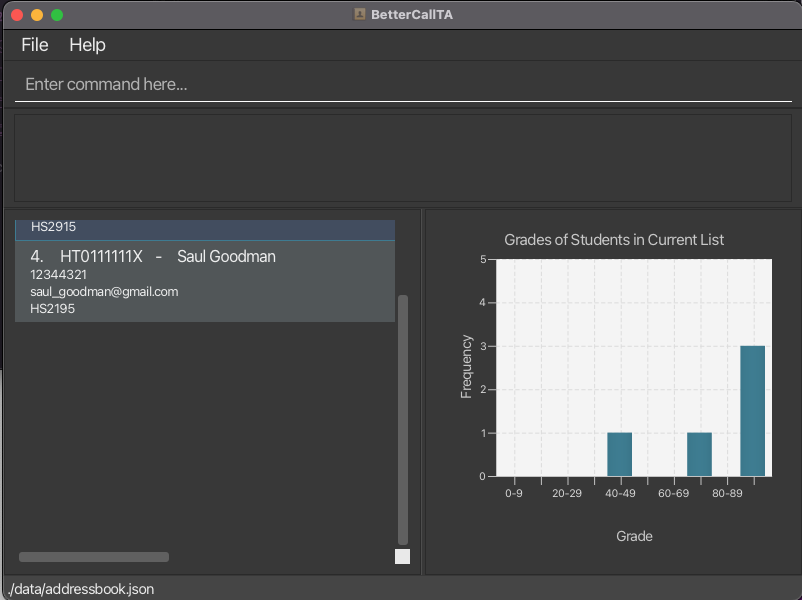 BetterCallTA
File Help
Enter command here...
HS2915
4. HT0111111X - Saul Goodman
12344321
saul_goodman@gmail.com
HS2195
Grades of Students in Current List
5
4
3
2
1
0
Frequency
0-9 20-29 40-49 60-69 80-89
Grade
./data/addressbook.json